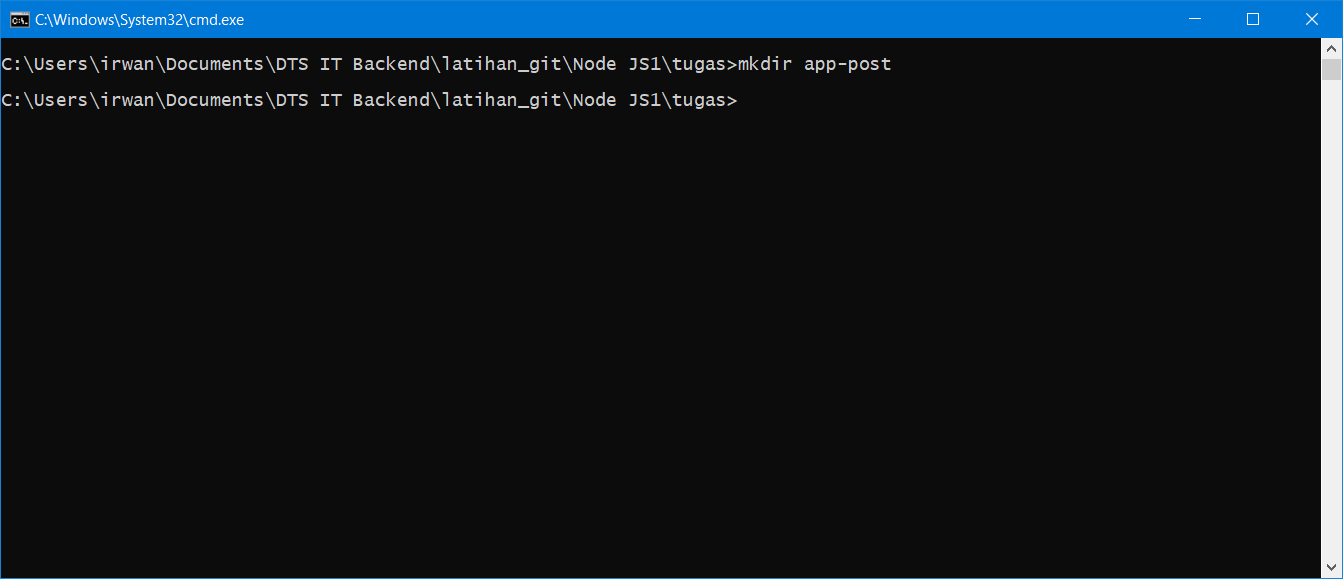 C:\Windows\System32\cmd.exe
C:\Users\irwan\Documents\DTS IT Backend\latihan_git\Node JS1\tugas>mkdir app-post
C:\Users\irwan\Documents\DTS IT Backend\latihan_git\Node JS1\tugas>